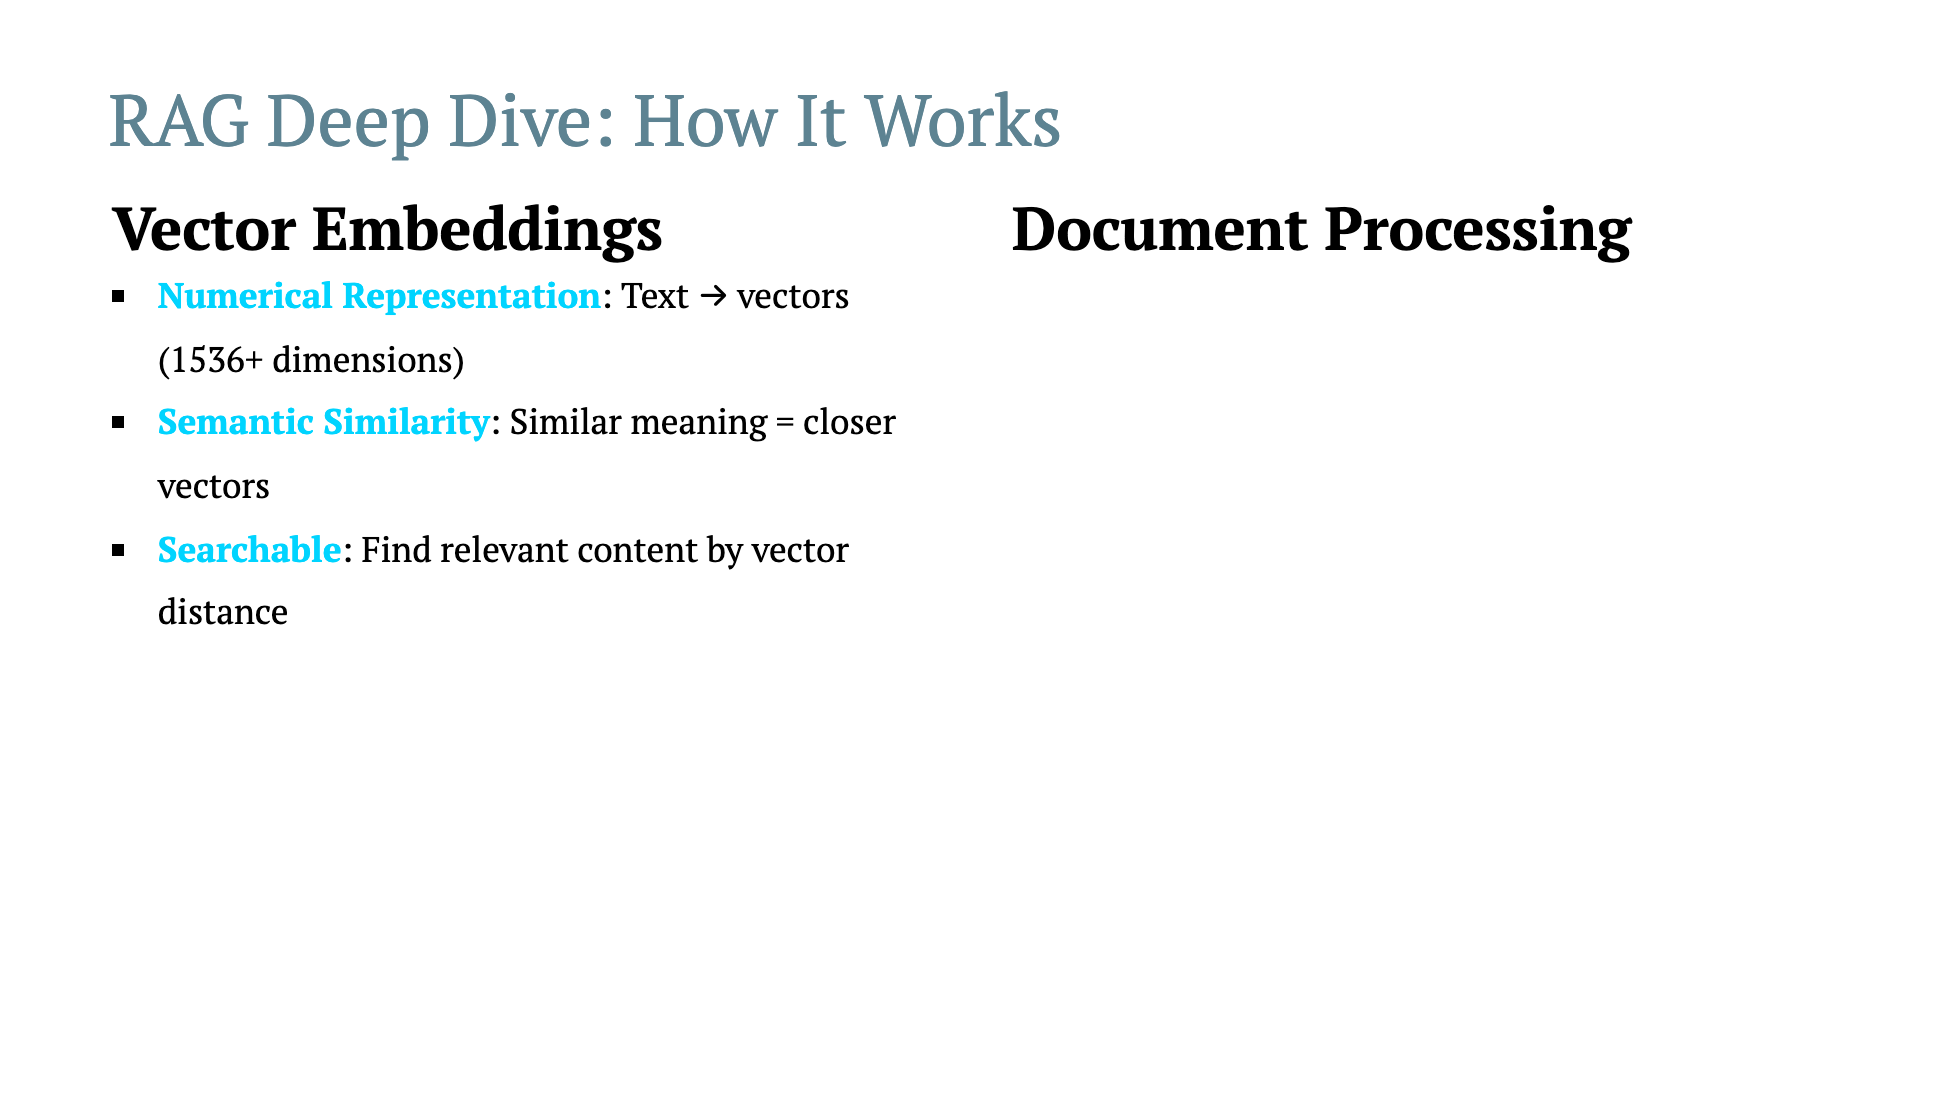 RAG Deep Dive: How It Works
Vector Embeddings
▪ Numerical Representation: Text → vectors
(1536+ dimensions)
▪ Semantic Similarity: Similar meaning = closer
vectors
▪ Searchable: Find relevant content by vector
distance
Document Processing